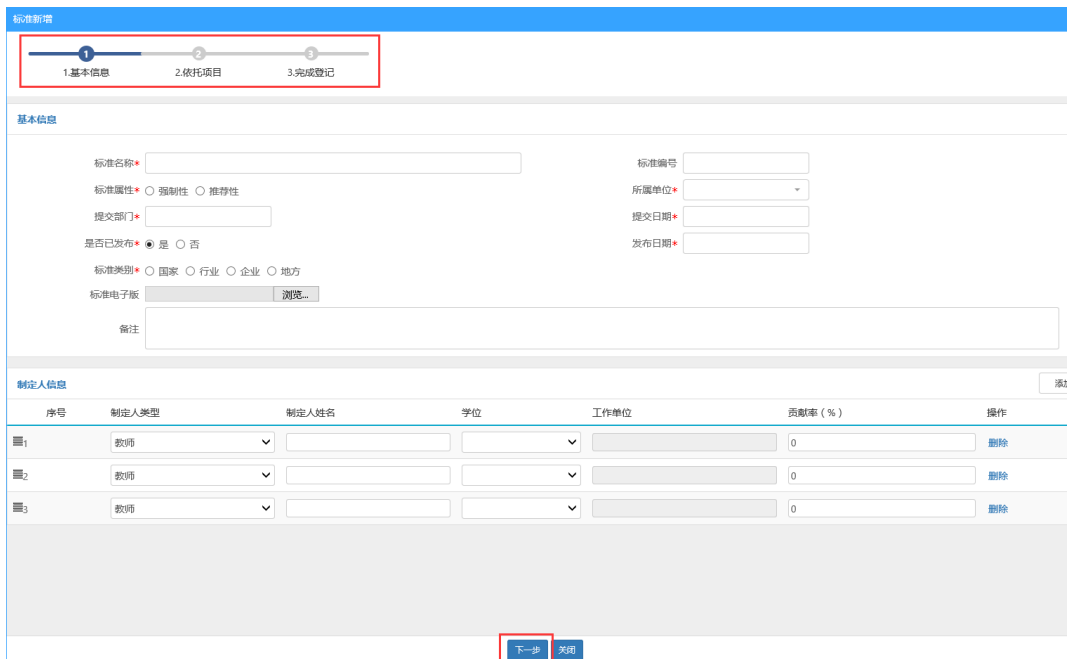 标准新增
1 2 3
1.基本信息 2.依托项目 3.完成登记
基本信息
标准名称* 标准编号
标准属性* 强制性 推荐性 所属单位*
提交部门* 提交日期*
是否已发布* 是 否 发布日期*
标准类别* 国家 行业 企业 地方
标准电子版 浏览...
备注
制定人信息 添加
序号 制定人类型 制定人姓名 学位 工作单位 贡献率(%) 操作
1 教师 0 删除
2 教师 0 删除
3 教师 0 删除
下一步 关闭